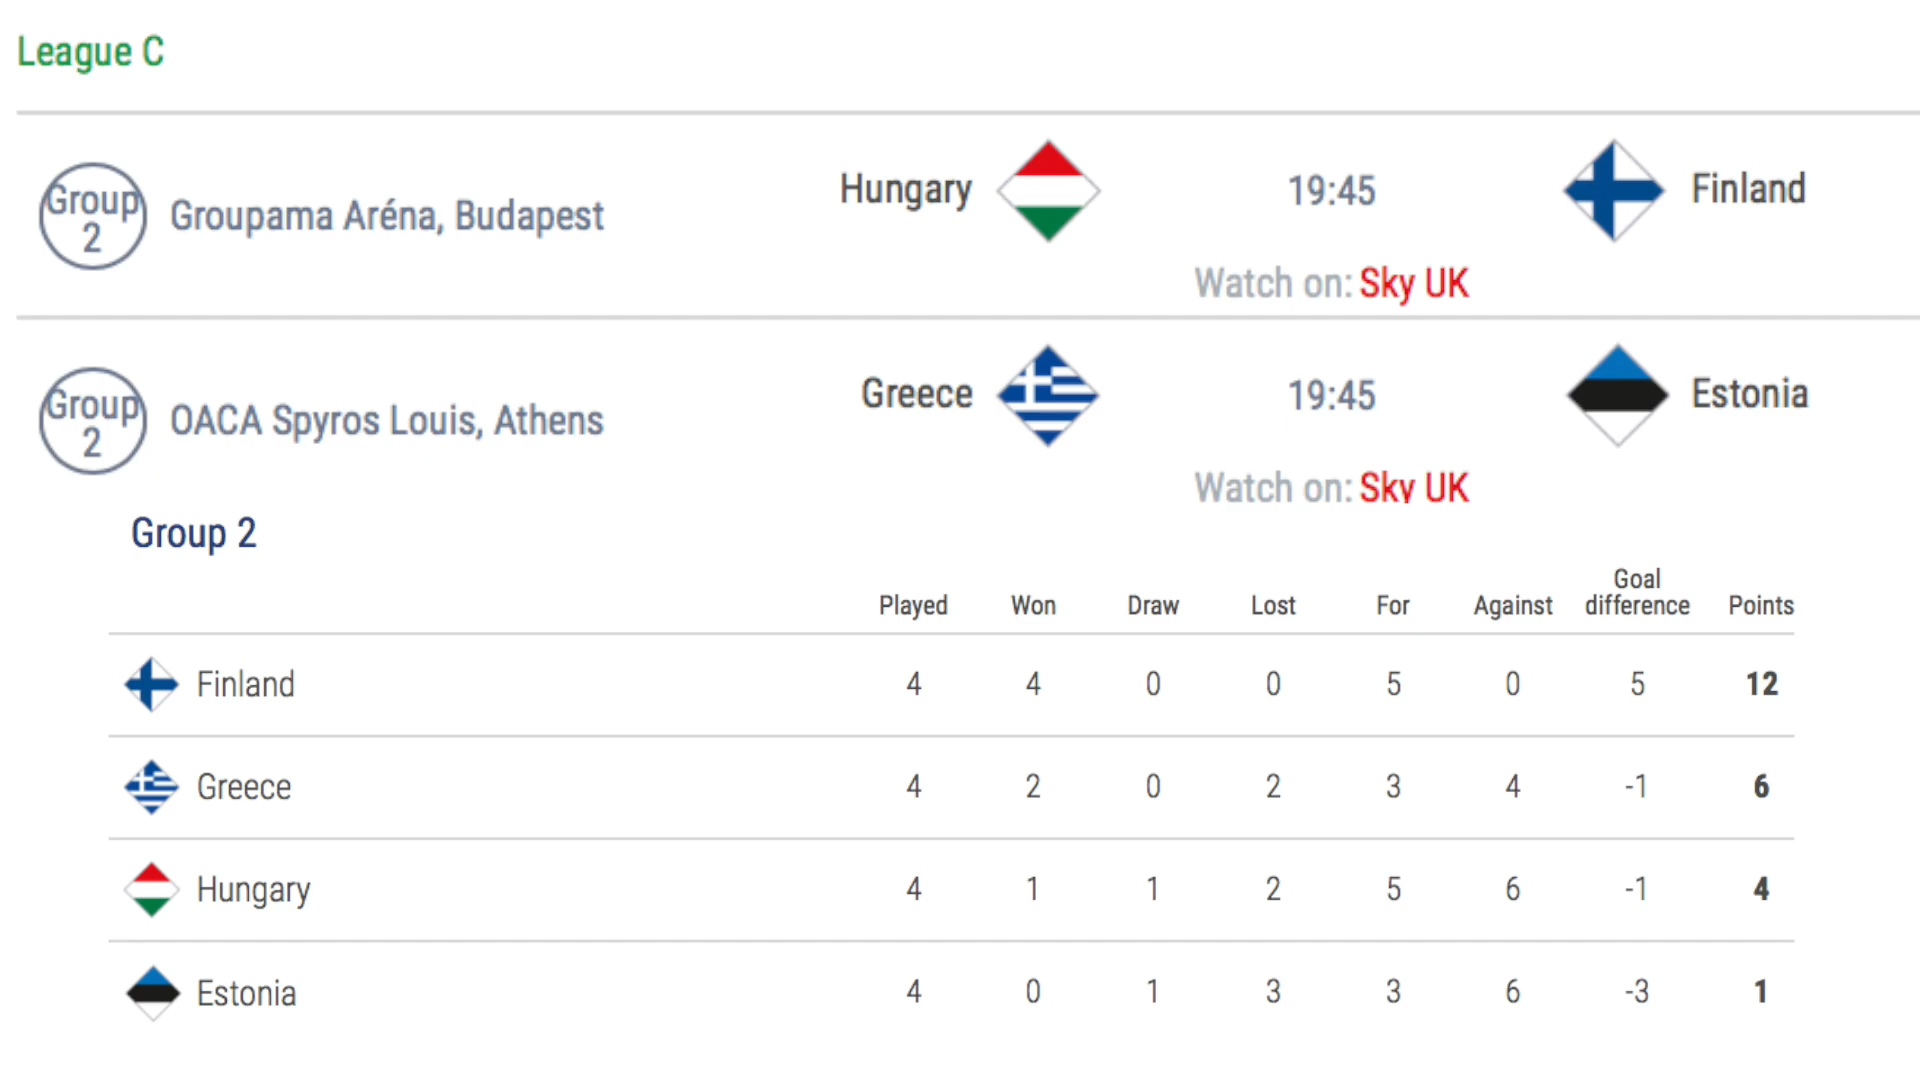 League C
Group
2
Groupama Aréna, Budapest
Hungary 19:45 Finland
Watch on: Sky UK
Group
2
OACA Spyros Louis, Athens
Greece 19:45 Estonia
Watch on: Sky UK
Group 2
Played Won Draw Lost For Against Goal difference Points
Finland 4 4 0 0 5 0 5 12
Greece 4 2 0 2 3 4 -1 6
Hungary 4 1 1 2 5 6 -1 4
Estonia 4 0 1 3 3 6 -3 1